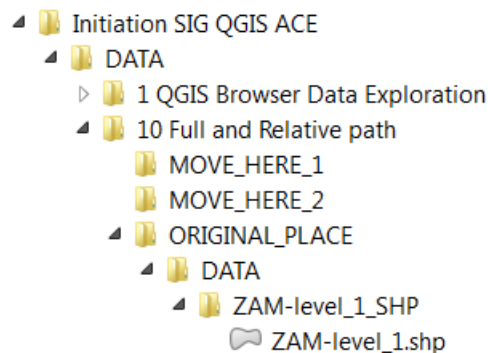 Initiation SIG QGIS ACE
DATA
1 QGIS Browser Data Exploration
10 Full and Relative path
MOVE_HERE_1
MOVE_HERE_2
ORIGINAL_PLACE
DATA
ZAM-level_1_SHP
ZAM-level_1.shp